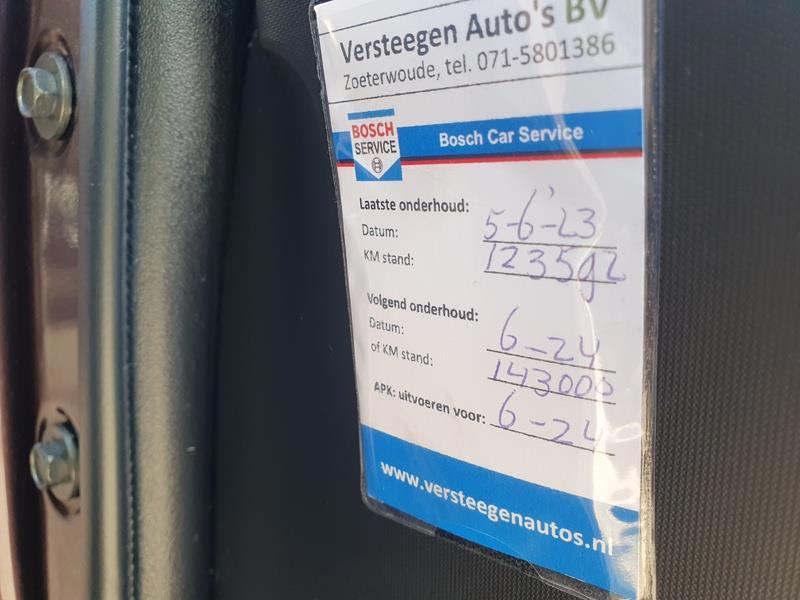 Versteegen Auto's BV
Zoeterwoude, tel. 071-5801386
BOSCH
SERVICE
Bosch Car Service
Laatste onderhoud:
Datum: 5-6-23
KM stand: 123592
Volgend onderhoud:
Datum: 6-24
of KM stand: 143000
APK: uitvoeren voor: 6-24
www.versteegenautos.nl